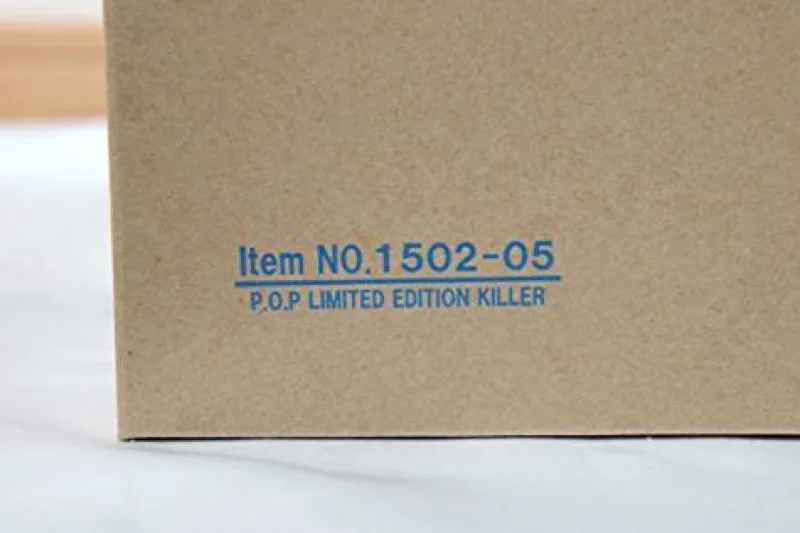 Item NO.1502-05
P.O.P LIMITED EDITION KILLER